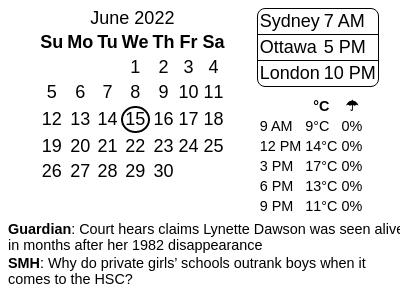 June 2022
Su Mo Tu We Th Fr Sa
1 2 3 4
5 6 7 8 9 10 11
12 13 14 15 16 17 18
19 20 21 22 23 24 25
26 27 28 29 30
Sydney 7 AM
Ottawa 5 PM
London 10 PM
°C ☂
9 AM 9°C 0%
12 PM 14°C 0%
3 PM 17°C 0%
6 PM 13°C 0%
9 PM 11°C 0%
Guardian: Court hears claims Lynette Dawson was seen alive
in months after her 1982 disappearance
SMH: Why do private girls’ schools outrank boys when it
comes to the HSC?